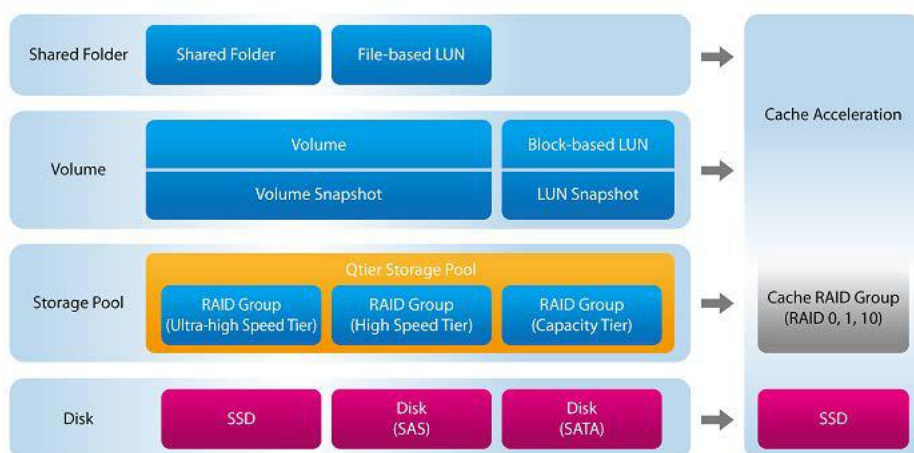 Shared Folder
Shared Folder
File-based LUN
Cache Acceleration
Volume
Volume
Block-based LUN
Volume Snapshot
LUN Snapshot
Storage Pool
Qtier Storage Pool
RAID Group
(Ultra-high Speed Tier)
RAID Group
(High Speed Tier)
RAID Group
(Capacity Tier)
Cache RAID Group
(RAID 0, 1, 10)
Disk
SSD
Disk
(SAS)
Disk
(SATA)
SSD